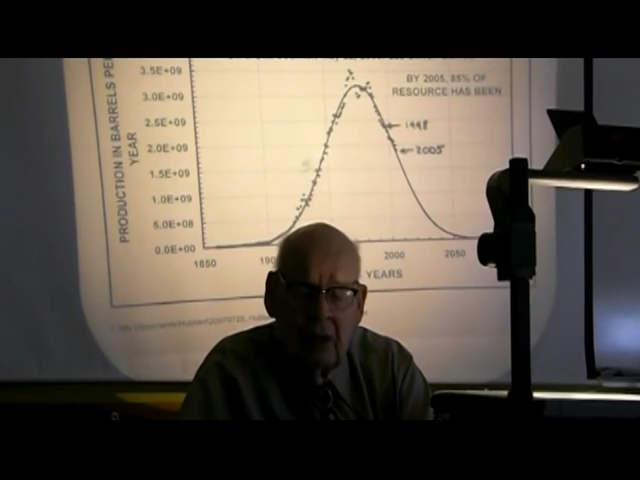 BY 2005, 85% OF
RESOURCE HAS BEEN
PRODUCTION IN BARRELS PE
YEAR
3.5E+09
3.0E+09
2.5E+09
2.0E+09
1.5E+09
1.0E+09
5.0E+08
0.0E+00
1998
2005
1850
190
2000
2050
YEARS